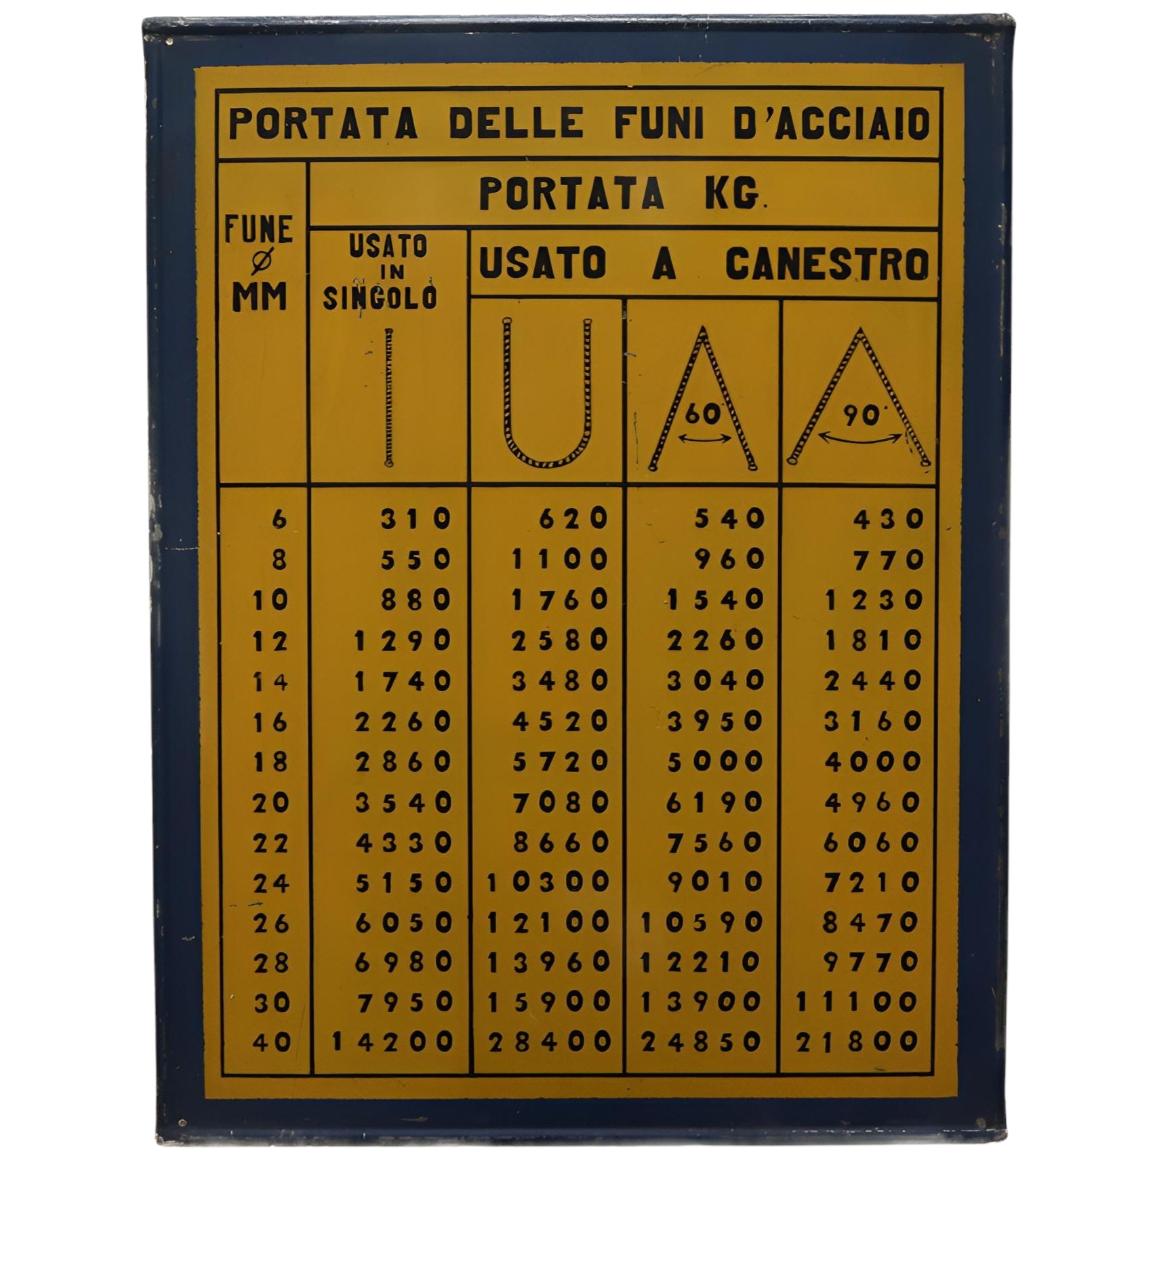 PORTATA DELLE FUNI D'ACCIAIO
PORTATA KG.
FUNE
Ø
MM
USATO
IN
SINGOLO
USATO A CANESTRO
60° 90°
6 310 620 540 430
8 550 1100 960 770
10 880 1760 1540 1230
12 1290 2580 2260 1810
14 1740 3480 3040 2440
16 2260 4520 3950 3160
18 2860 5720 5000 4000
20 3540 7080 6190 4960
22 4330 8660 7560 6060
24 5150 10300 9010 7210
26 6050 12100 10590 8470
28 6980 13960 12210 9770
30 7950 15900 13900 11100
40 14200 28400 24850 21800